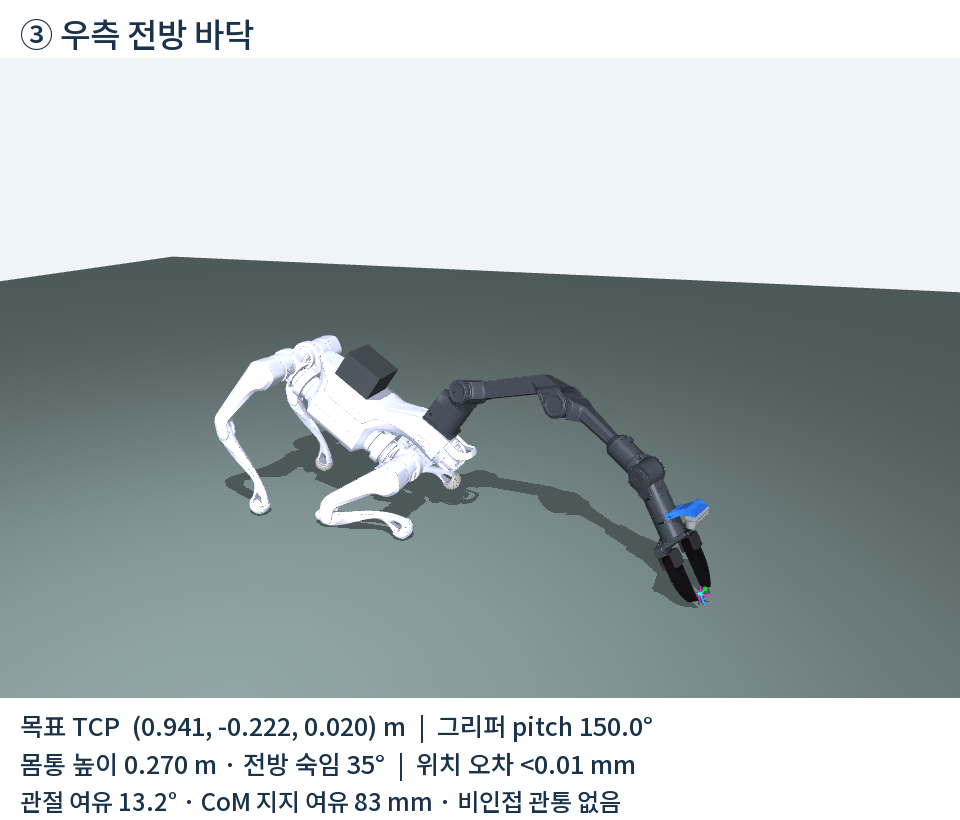 ③ 우측 전방 바닥
목표 TCP (0.941, -0.222, 0.020) m | 그리퍼 pitch 150.0°
몸통 높이 0.270 m · 전방 숙임 35° | 위치 오차 <0.01 mm
관절 여유 13.2° · CoM 지지 여유 83 mm · 비인접 관통 없음